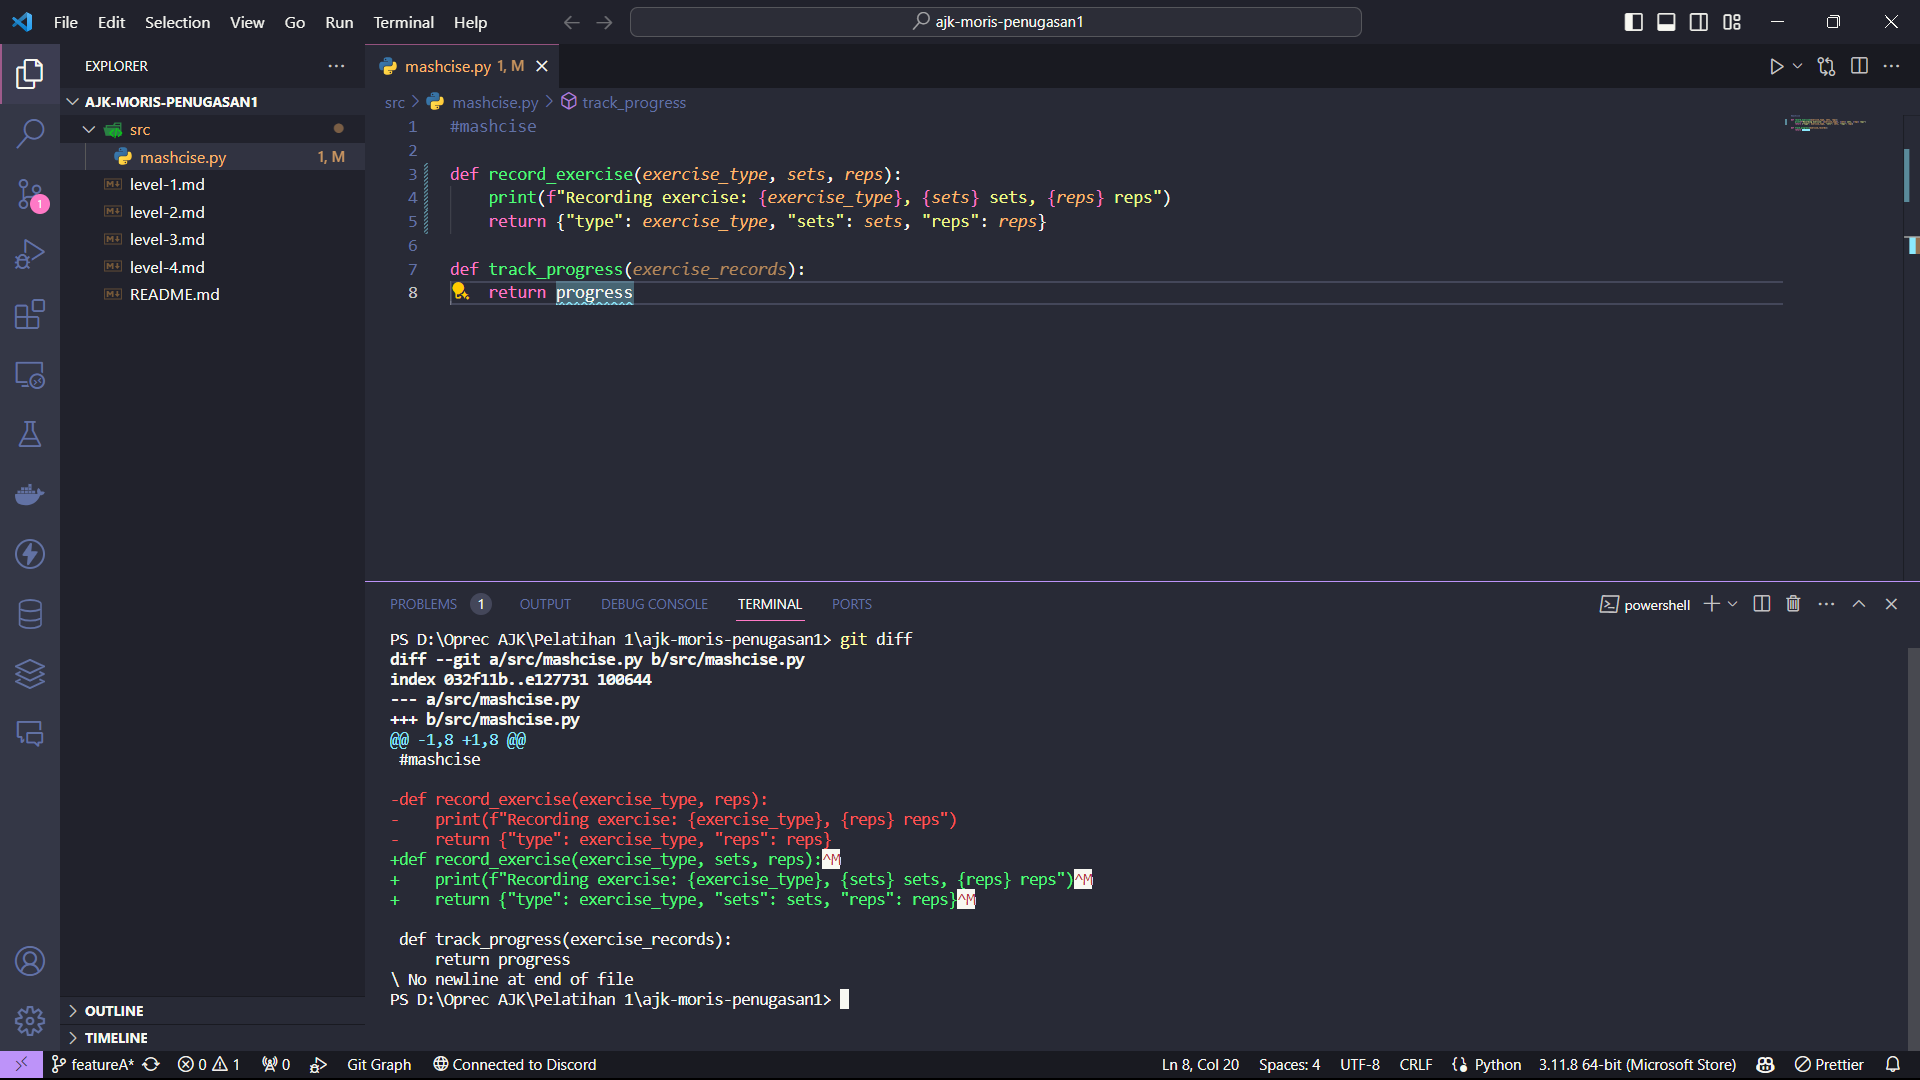 File Edit Selection View Go Run Terminal Help
ajk-moris-penugasan1
EXPLORER
AJK-MORIS-PENUGASAN1
src
mashcise.py 1, M
level-1.md
level-2.md
level-3.md
level-4.md
README.md
OUTLINE
TIMELINE
1
mashcise.py 1, M
src > mashcise.py > track_progress
1 #mashcise
2
3 def record_exercise(exercise_type, sets, reps):
4     print(f"Recording exercise: {exercise_type}, {sets} sets, {reps} reps")
5     return {"type": exercise_type, "sets": sets, "reps": reps}
6
7 def track_progress(exercise_records):
8     return progress
PROBLEMS 1 OUTPUT DEBUG CONSOLE TERMINAL PORTS
powershell
PS D:\Oprec AJK\Pelatihan 1\ajk-moris-penugasan1> git diff
diff --git a/src/mashcise.py b/src/mashcise.py
index 032f11b..e127731 100644
--- a/src/mashcise.py
+++ b/src/mashcise.py
@@ -1,8 +1,8 @@
 #mashcise
-def record_exercise(exercise_type, reps):
-    print(f"Recording exercise: {exercise_type}, {reps} reps")
-    return {"type": exercise_type, "reps": reps}
+def record_exercise(exercise_type, sets, reps):^M
+    print(f"Recording exercise: {exercise_type}, {sets} sets, {reps} reps")^M
+    return {"type": exercise_type, "sets": sets, "reps": reps}^M
 def track_progress(exercise_records):
     return progress
\ No newline at end of file
PS D:\Oprec AJK\Pelatihan 1\ajk-moris-penugasan1>
featureA* 0 1 0 Git Graph Connected to Discord Ln 8, Col 20 Spaces: 4 UTF-8 CRLF Python 3.11.8 64-bit (Microsoft Store) Prettier